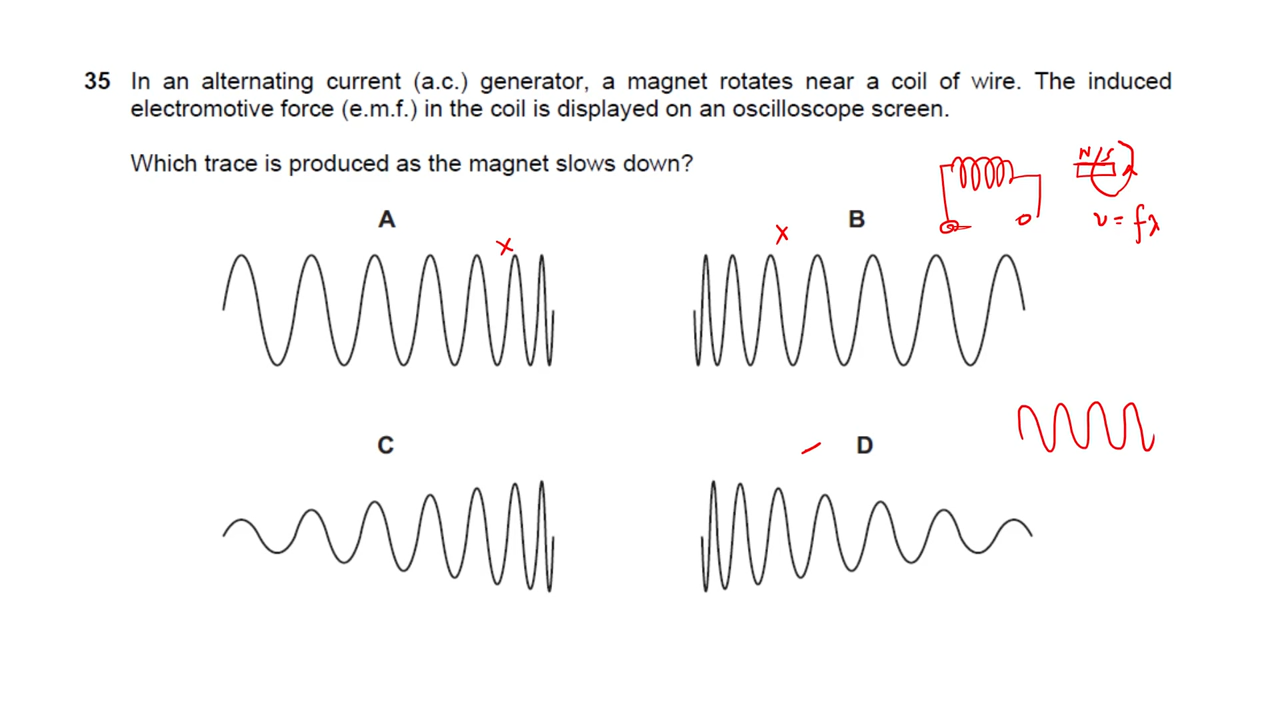 35 In an alternating current (a.c.) generator, a magnet rotates near a coil of wire. The induced
electromotive force (e.m.f.) in the coil is displayed on an oscilloscope screen.
Which trace is produced as the magnet slows down?
N/S
v = fλ
A
B
x
x
C
D